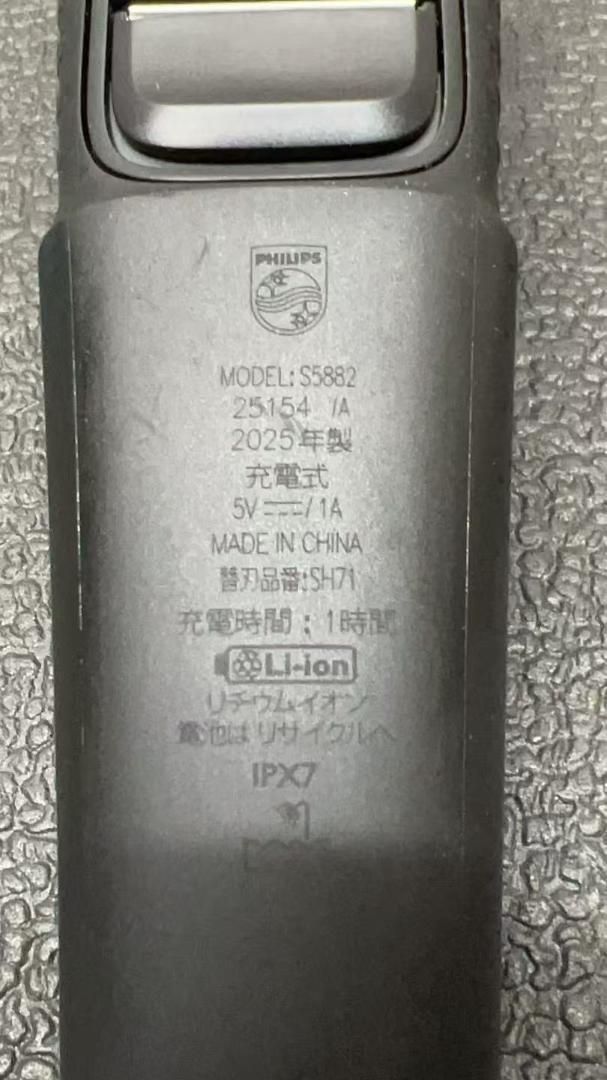 PHILIPS
MODEL: S5882
25154 /A
2025年製
充電式
5V⎓/1A
MADE IN CHINA
替刃品番:SH71
充電時間:1時間
Li-ion
リチウムイオン
電池はリサイクルへ
IPX7